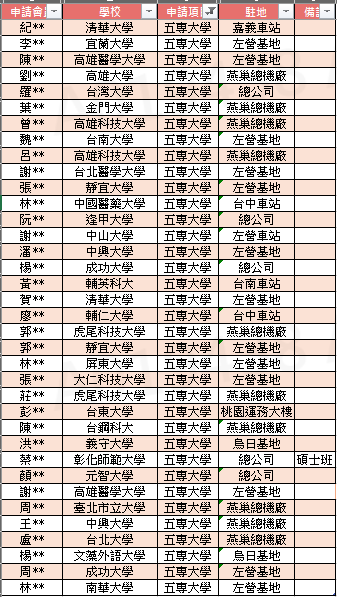 申請會員 學校 申請項目 駐地 備註
紀** 清華大學 五專大學 嘉義車站
李** 宜蘭大學 五專大學 左營基地
陳** 高雄醫學大學 五專大學 左營基地
劉** 高雄大學 五專大學 燕巢總機廠
羅** 台灣大學 五專大學 總公司
葉** 金門大學 五專大學 燕巢總機廠
曾** 高雄科技大學 五專大學 燕巢總機廠
魏** 台南大學 五專大學 左營基地
呂** 高雄科技大學 五專大學 燕巢總機廠
謝** 台北醫學大學 五專大學 左營基地
張** 靜宜大學 五專大學 左營基地
林** 中國醫藥大學 五專大學 台中車站
阮** 逢甲大學 五專大學 總公司
謝** 中山大學 五專大學 左營車站
潘** 中興大學 五專大學 左營基地
楊** 成功大學 五專大學 總公司
黃** 輔英科大 五專大學 台南車站
賀** 清華大學 五專大學 左營基地
廖** 輔仁大學 五專大學 台中車站
郭** 虎尾科技大學 五專大學 燕巢總機廠
郭** 靜宜大學 五專大學 左營基地
林** 屏東大學 五專大學 左營基地
張** 大仁科技大學 五專大學 左營基地
莊** 虎尾科技大學 五專大學 燕巢總機廠
彭** 台東大學 五專大學 桃園運務大樓
陳** 台鋼科大 五專大學 燕巢總機廠
洪** 義守大學 五專大學 烏日基地
蔡** 彰化師範大學 五專大學 總公司 碩士班
顏** 元智大學 五專大學 總公司
謝** 高雄醫學大學 五專大學 左營基地
周** 臺北市立大學 五專大學 燕巢總機廠
王** 中興大學 五專大學 燕巢總機廠
盧** 台北大學 五專大學 燕巢總機廠
楊** 文藻外語大學 五專大學 烏日基地
周** 成功大學 五專大學 左營基地
林** 南華大學 五專大學 左營基地